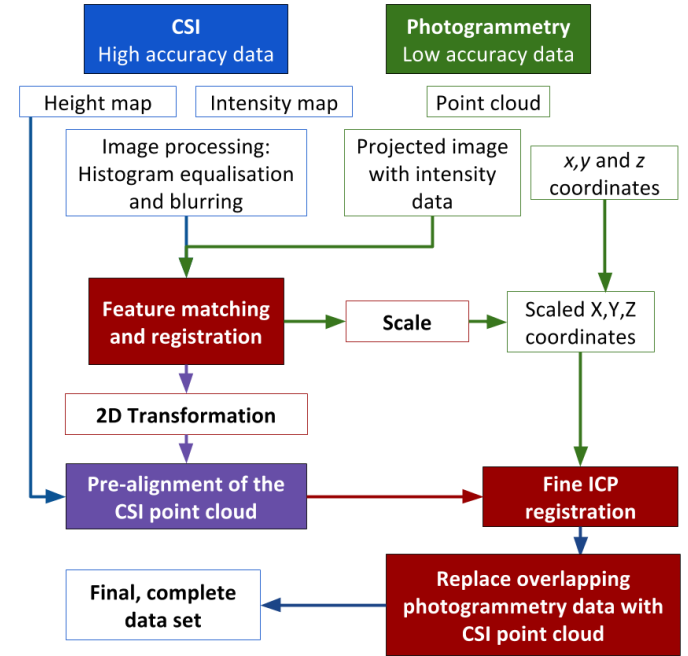 CSI
High accuracy data
Photogrammetry
Low accuracy data
Height map
Intensity map
Point cloud
Image processing:
Histogram equalisation
and blurring
Projected image
with intensity
data
x,y and z
coordinates
Feature matching
and registration
Scale
Scaled X,Y,Z
coordinates
2D Transformation
Pre-alignment of the
CSI point cloud
Fine ICP
registration
Final, complete
data set
Replace overlapping
photogrammetry data with
CSI point cloud